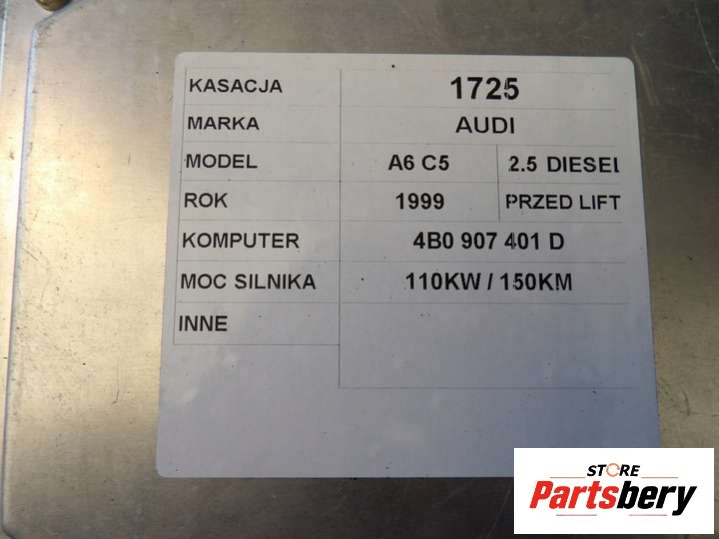 KASACJA 1725
MARKA AUDI
MODEL A6 C5 2.5 DIESEL
ROK 1999 PRZED LIFT
KOMPUTER 4B0 907 401 D
MOC SILNIKA 110KW / 150KM
INNE
STORE
Partsbery